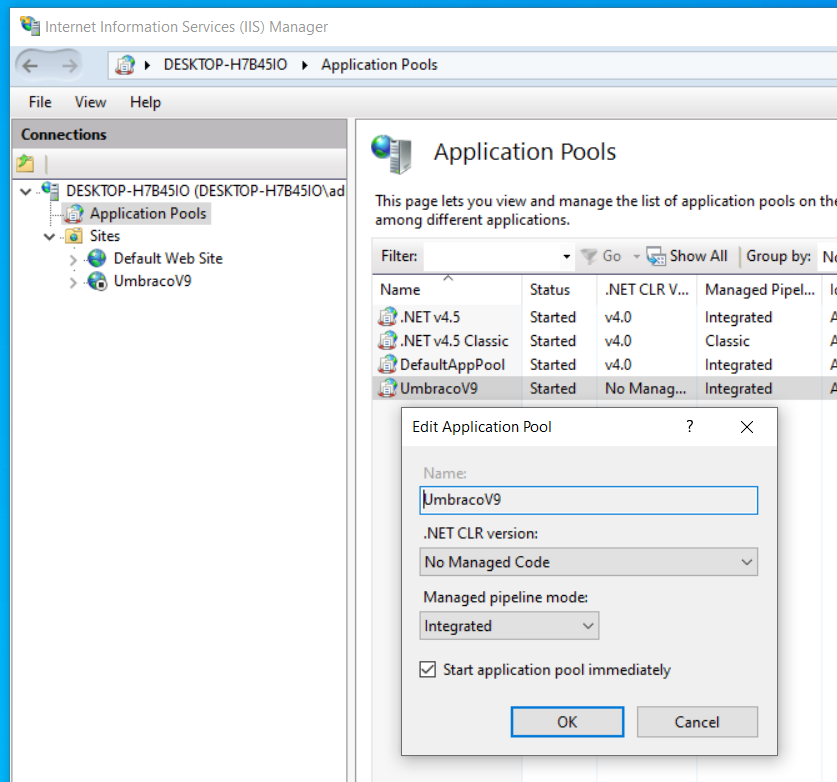 Internet Information Services (IIS) Manager
DESKTOP-H7B45IO Application Pools
File View Help
Connections
DESKTOP-H7B45IO (DESKTOP-H7B45IO\ad
Application Pools
Sites
Default Web Site
UmbracoV9
Application Pools
This page lets you view and manage the list of application pools on the
among different applications.
Filter: Go Show All Group by: No
Name Status .NET CLR V... Managed Pipel...
.NET v4.5 Started v4.0 Integrated
.NET v4.5 Classic Started v4.0 Classic
DefaultAppPool Started v4.0 Integrated
UmbracoV9 Started No Manag... Integrated
Edit Application Pool ?
Name:
UmbracoV9
.NET CLR version:
No Managed Code
Managed pipeline mode:
Integrated
Start application pool immediately
OK Cancel